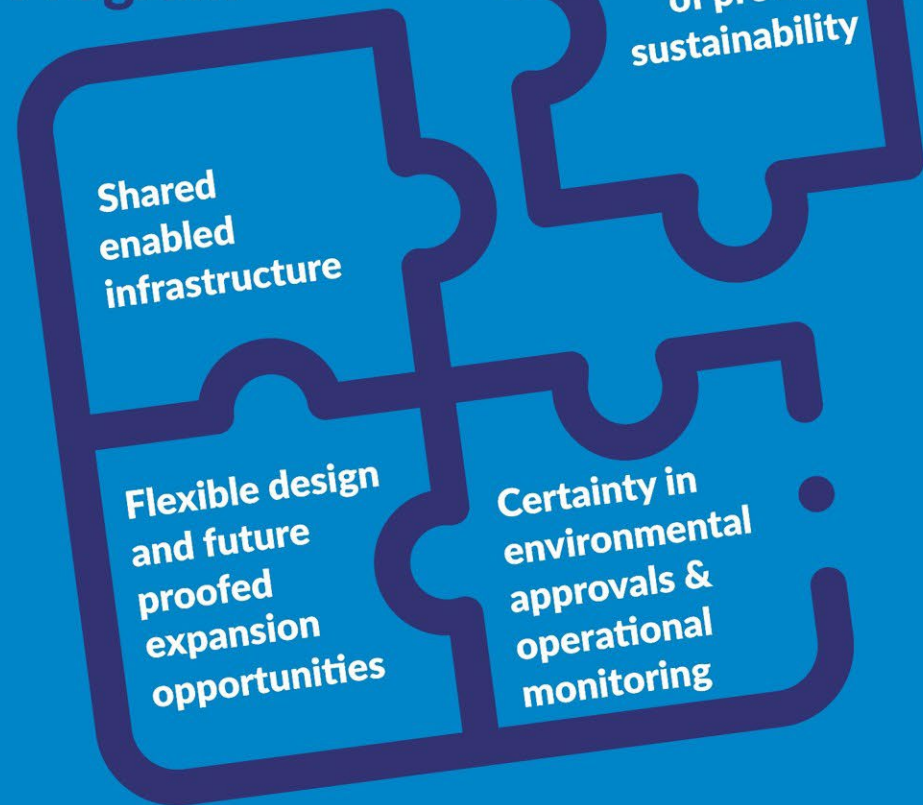 sustainability
Shared
enabled
infrastructure
Flexible design
and future
proofed
expansion
opportunities
Certainty in
environmental
approvals &
operational
monitoring